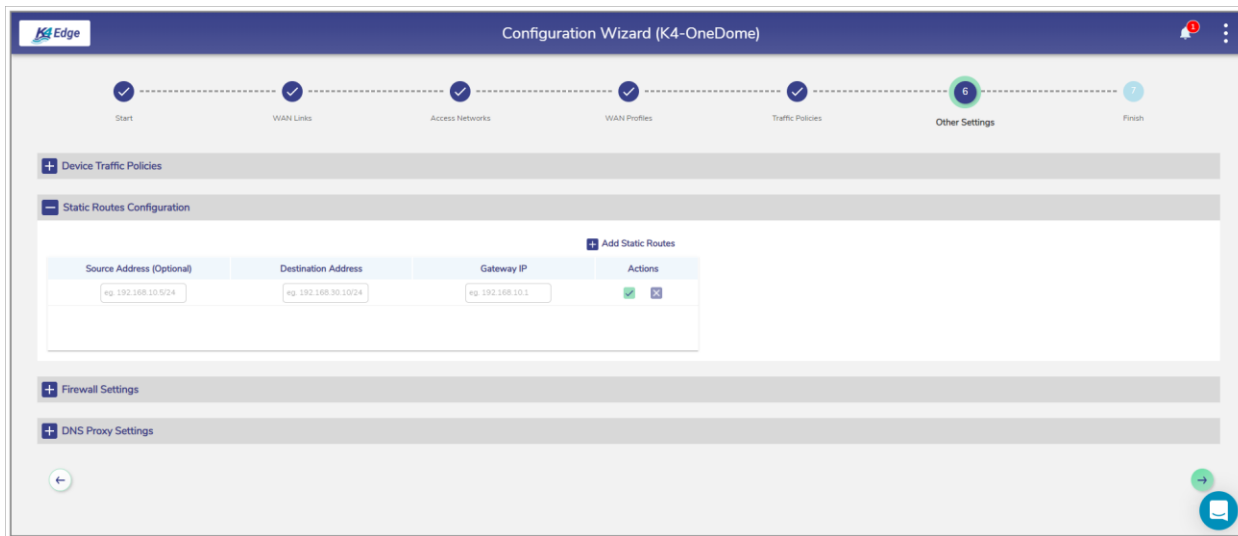 K4 Edge
Configuration Wizard (K4-OneDome)
1
6
7
Start
WAN Links
Access Networks
WAN Profiles
Traffic Policies
Other Settings
Finish
Device Traffic Policies
Static Routes Configuration
Add Static Routes
Source Address (Optional) Destination Address Gateway IP Actions
eg. 192.168.10.5/24 eg. 192.168.30.10/24 eg. 192.168.10.1
Firewall Settings
DNS Proxy Settings